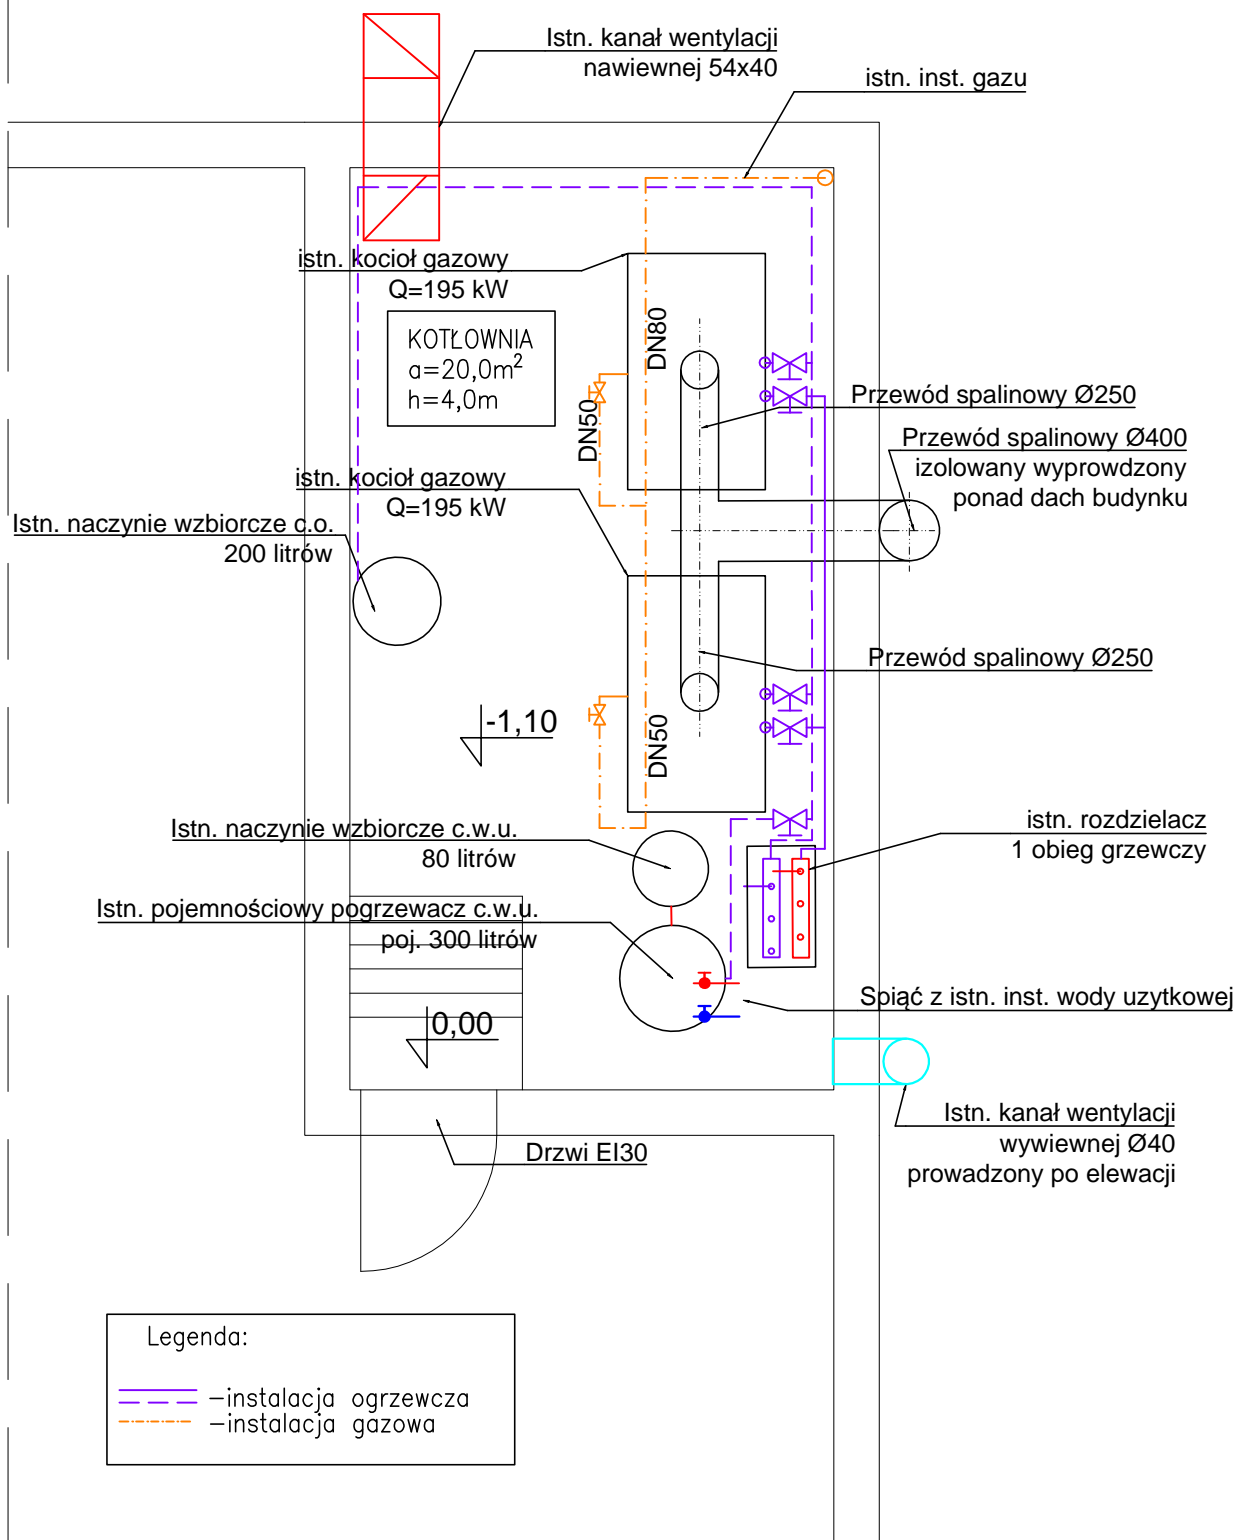 Istn. kanał wentylacji
nawiewnej 54x40
istn. inst. gazu
istn. kocioł gazowy
Q=195 kW
KOTŁOWNIA
a=20,0m²
h=4,0m
DN80
DN50
Przewód spalinowy Ø250
Przewód spalinowy Ø400
izolowany wyprowdzony
ponad dach budynku
istn. kocioł gazowy
Q=195 kW
Istn. naczynie wzbiorcze c.o.
200 litrów
Przewód spalinowy Ø250
-1,10
DN50
Istn. naczynie wzbiorcze c.w.u.
80 litrów
istn. rozdzielacz
1 obieg grzewczy
Istn. pojemnościowy pogrzewacz c.w.u.
poj. 300 litrów
Spiąć z istn. inst. wody uzytkowej
0,00
Istn. kanał wentylacji
wywiewnej Ø40
prowadzony po elewacji
Drzwi EI30
Legenda:
-instalacja ogrzewcza
-instalacja gazowa